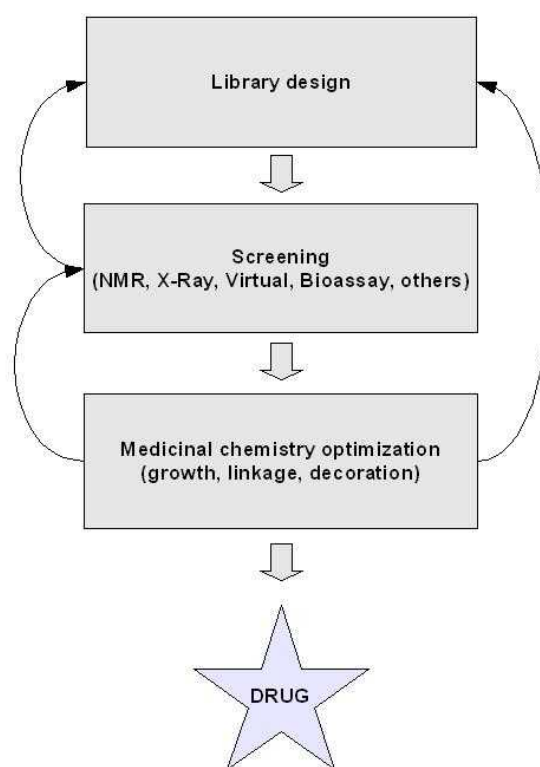 Library design
Screening
(NMR, X-Ray, Virtual, Bioassay, others)
Medicinal chemistry optimization
(growth, linkage, decoration)
DRUG